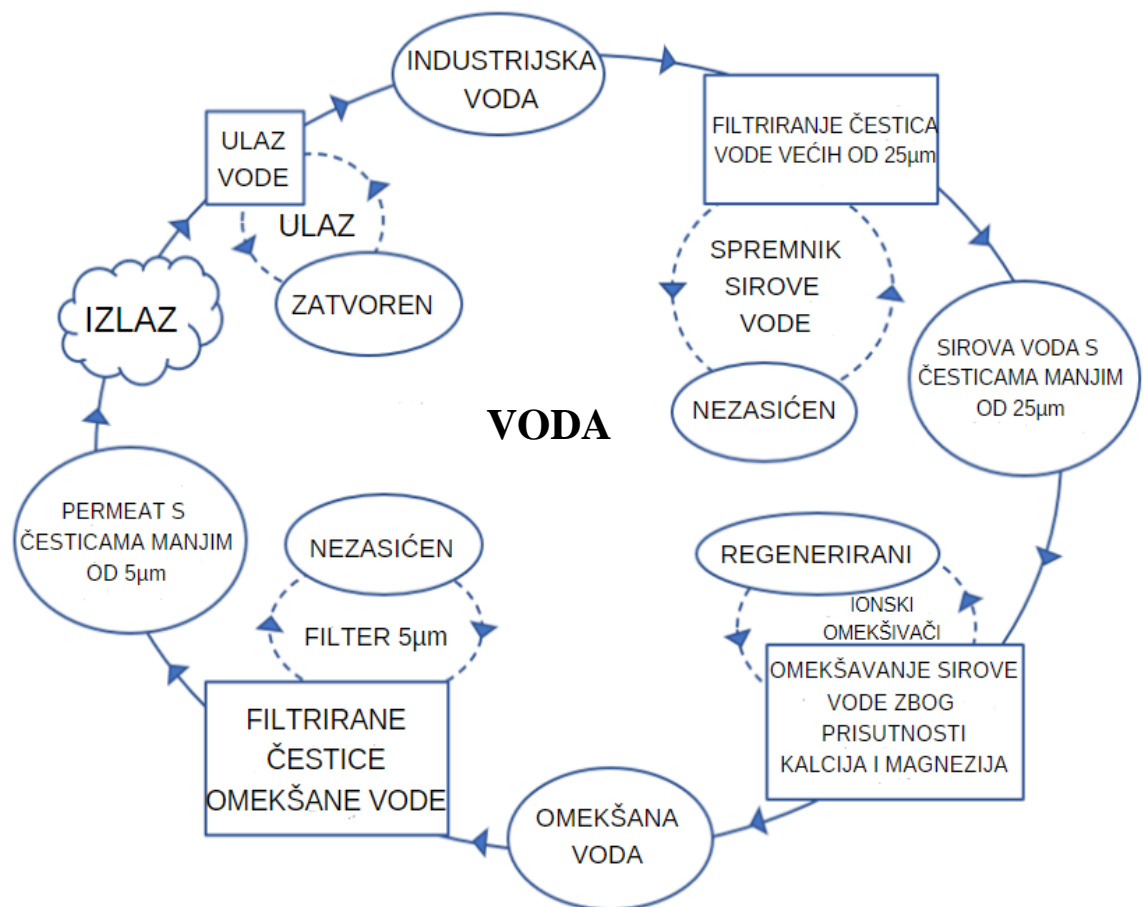 INDUSTRIJSKA
VODA
ULAZ
VODE
FILTRIRANJE ČESTICA
VODE VEĆIH OD 25µm
ULAZ
ZATVOREN
SPREMNIK
SIROVE
VODE
IZLAZ
SIROVA VODA S
ČESTICAMA MANJIM
OD 25µm
NEZASIĆEN
VODA
PERMEAT S
ČESTICAMA MANJIM
OD 5µm
NEZASIĆEN
FILTER 5µm
REGENERIRANI
IONSKI
OMEKŠIVAČI
OMEKŠAVANJE SIROVE
VODE ZBOG
PRISUTNOSTI
KALCIJA I MAGNEZIJA
FILTRIRANE
ČESTICE
OMEKŠANE VODE
OMEKŠANA
VODA